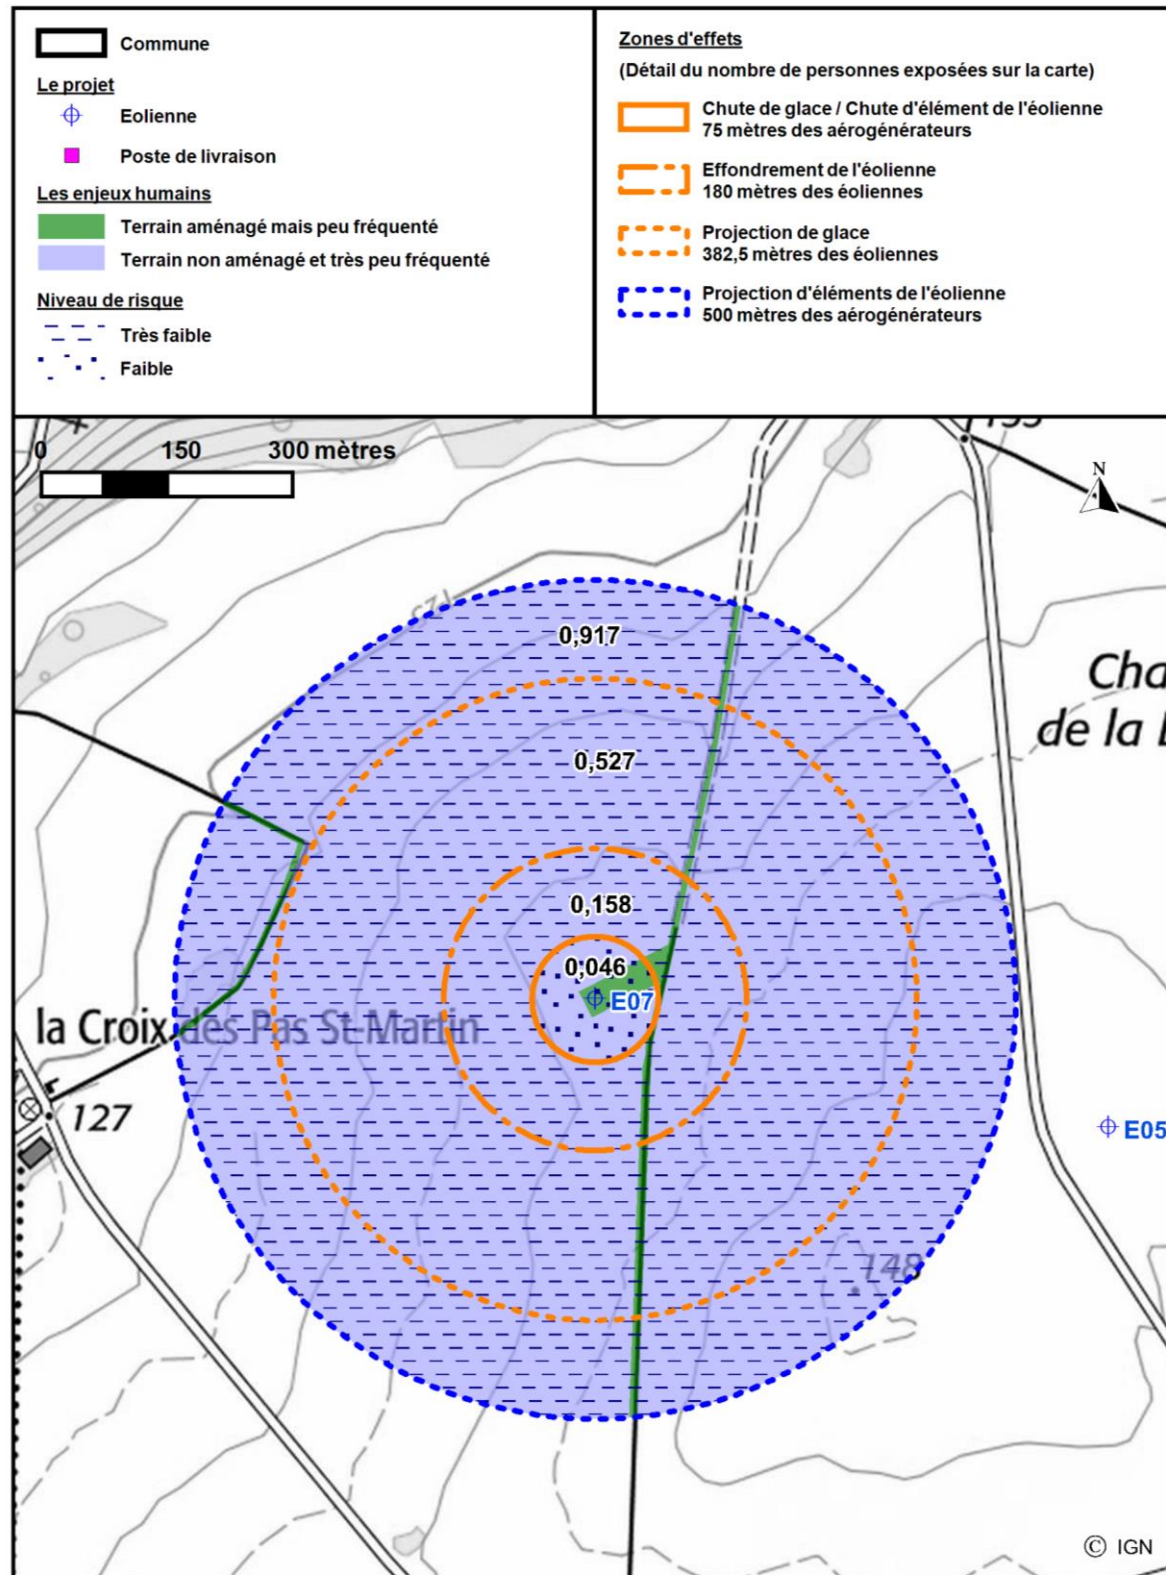 Commune
Le projet
Eolienne
Poste de livraison
Les enjeux humains
Terrain aménagé mais peu fréquenté
Terrain non aménagé et très peu fréquenté
Niveau de risque
Très faible
Faible
Zones d'effets
(Détail du nombre de personnes exposées sur la carte)
Chute de glace / Chute d'élément de l'éolienne
75 mètres des aérogénérateurs
Effondrement de l'éolienne
180 mètres des éoliennes
Projection de glace
382,5 mètres des éoliennes
Projection d'éléments de l'éolienne
500 mètres des aérogénérateurs
0 150 300 mètres
N
125
0,917
Cha
de la
0,527
0,158
0,046
E07
la Croix des Pas St-Martin
127
E05
148
© IGN